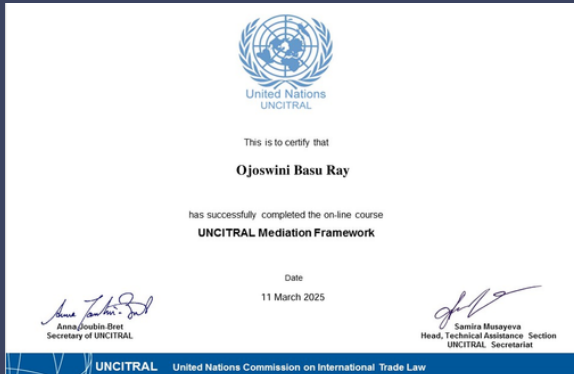 United Nations
UNCITRAL
This is to certify that
Ojoswini Basu Ray
has successfully completed the on-line course
UNCITRAL Mediation Framework
Date
11 March 2025
Anna Joubin-Bret
Secretary of UNCITRAL
Samira Musayeva
Head, Technical Assistance Section
UNCITRAL Secretariat
UNCITRAL United Nations Commission on International Trade Law